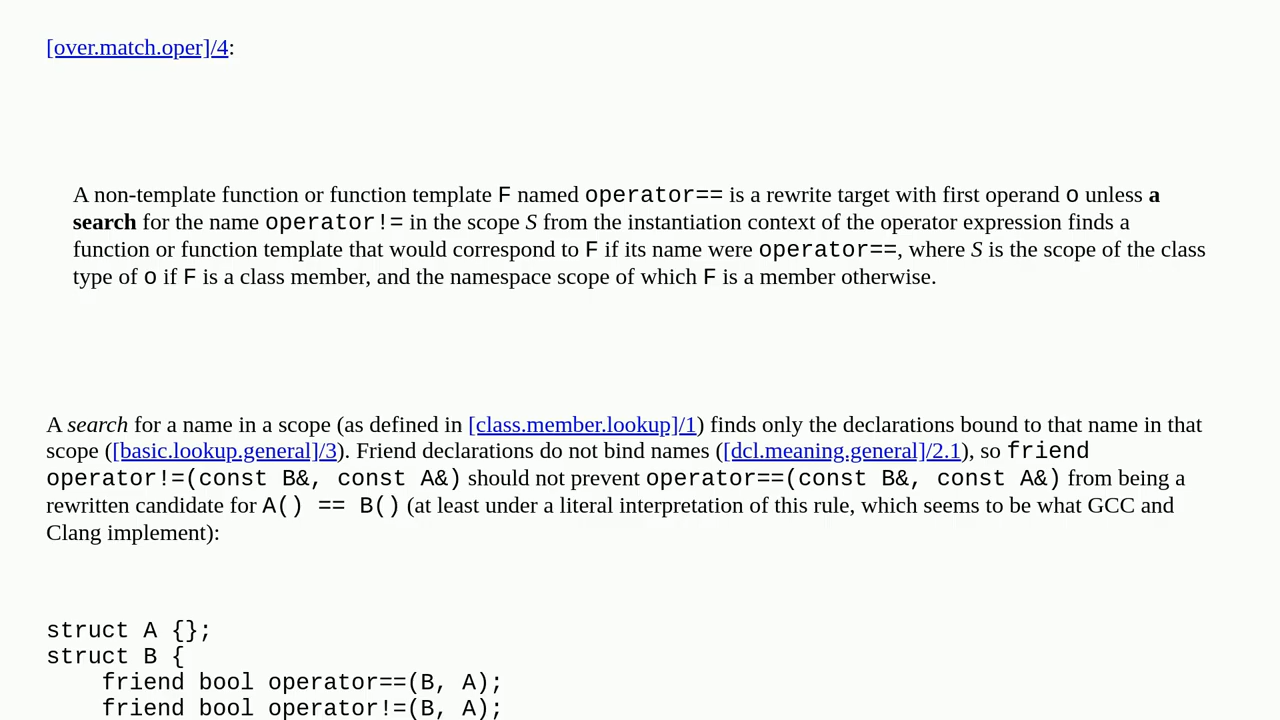 [over.match.oper]/4:
A non-template function or function template F named operator== is a rewrite target with first operand o unless a
search for the name operator!= in the scope S from the instantiation context of the operator expression finds a
function or function template that would correspond to F if its name were operator==, where S is the scope of the class
type of o if F is a class member, and the namespace scope of which F is a member otherwise.
A search for a name in a scope (as defined in [class.member.lookup]/1) finds only the declarations bound to that name in that
scope ([basic.lookup.general]/3). Friend declarations do not bind names ([dcl.meaning.general]/2.1), so friend
operator!=(const B&, const A&) should not prevent operator==(const B&, const A&) from being a
rewritten candidate for A() == B() (at least under a literal interpretation of this rule, which seems to be what GCC and
Clang implement):
struct A {};
struct B {
    friend bool operator==(B, A);
    friend bool operator!=(B, A);